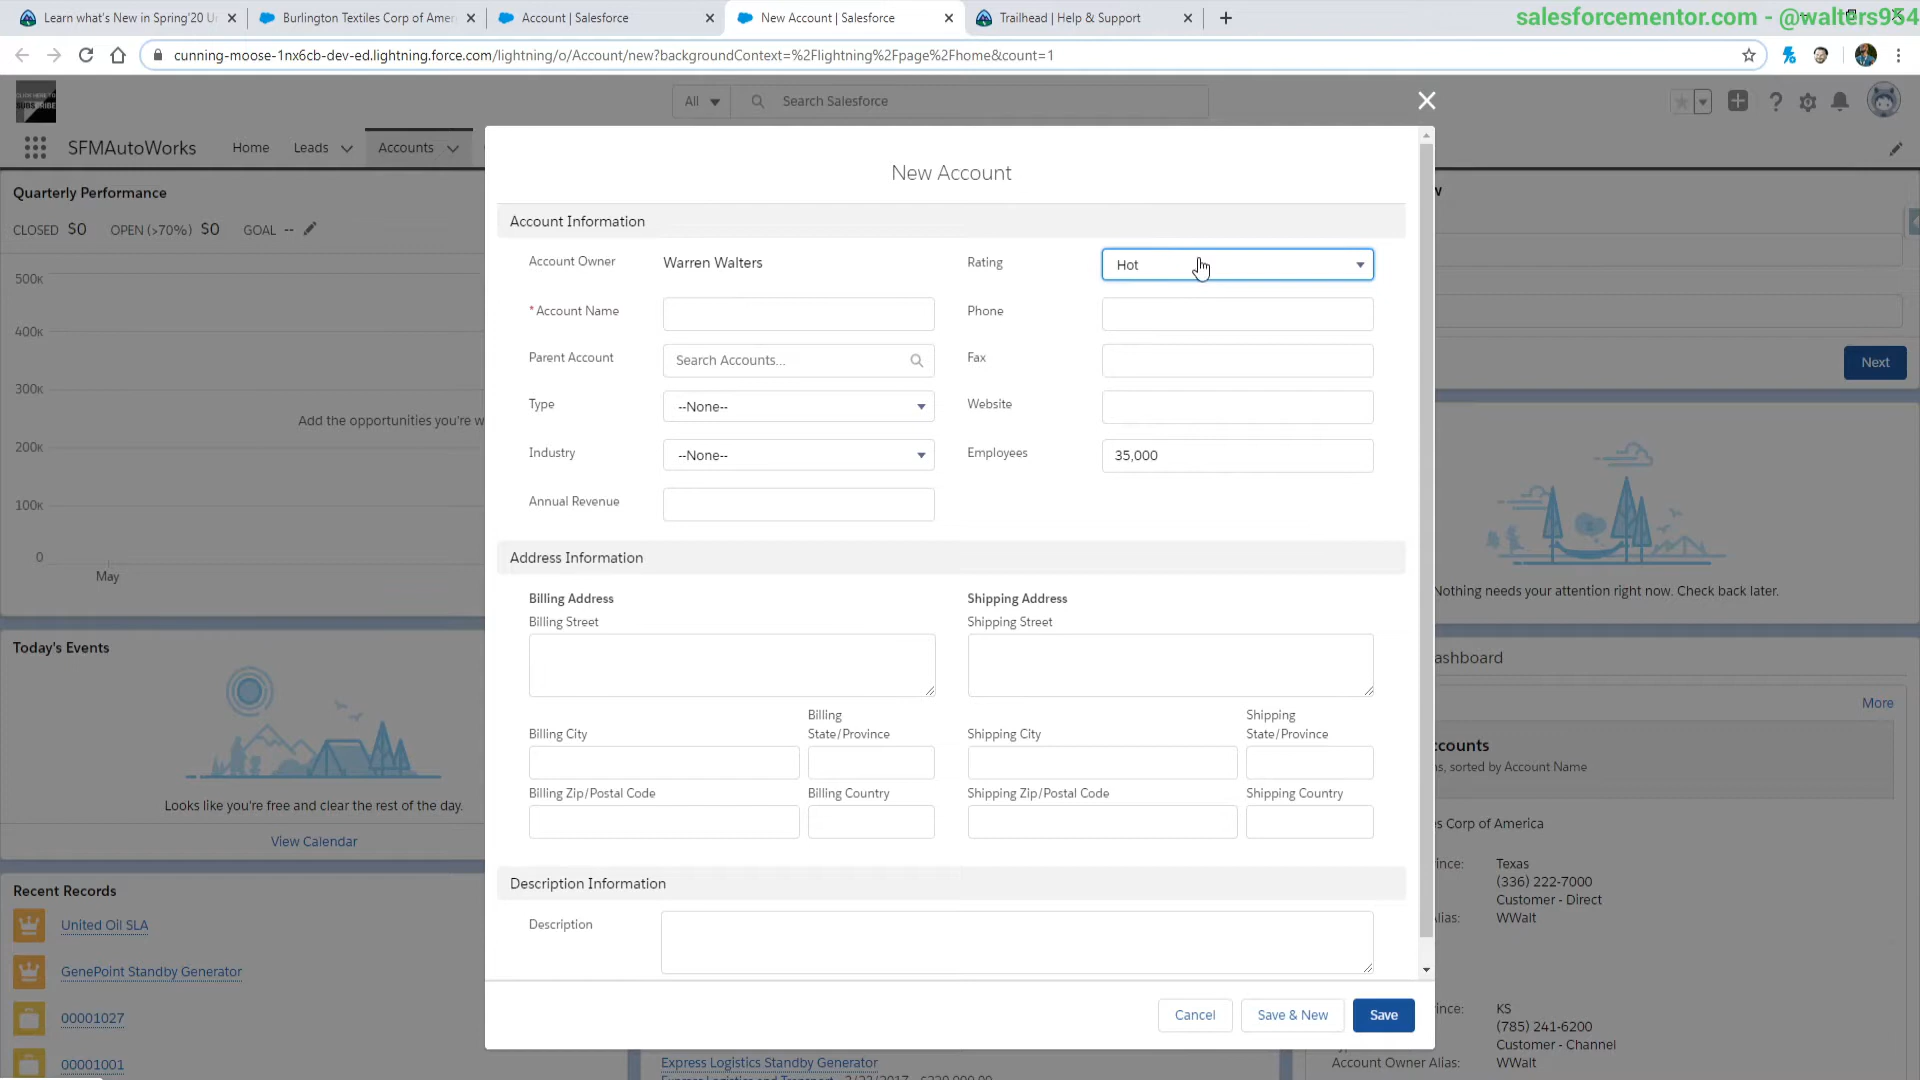 Learn what's New in Spring'20 U
Burlington Textiles Corp of Amer
Account | Salesforce
New Account | Salesforce
Trailhead | Help & Support
salesforcementor.com - @walters954
cunning-moose-1nx6cb-dev-ed.lightning.force.com/lightning/o/Account/new?backgroundContext=%2Flightning%2Fpage%2Fhome&count=1
All
Search Salesforce
SFMAutoWorks
Home
Leads
Accounts
Quarterly Performance
CLOSED $0 OPEN (>70%) $0 GOAL --
500K
400K
300K
200K
100K
0
May
Add the opportunities you're w
Today's Events
Looks like you're free and clear the rest of the day.
View Calendar
Recent Records
United Oil SLA
GenePoint Standby Generator
00001027
00001001
New Account
Account Information
Account Owner
Warren Walters
Rating
Hot
*Account Name
Phone
Parent Account
Search Accounts...
Fax
Type
--None--
Website
Industry
--None--
Employees
35,000
Annual Revenue
Address Information
Billing Address
Shipping Address
Billing Street
Shipping Street
Billing City
Billing
State/Province
Shipping City
Shipping
State/Province
Billing Zip/Postal Code
Billing Country
Shipping Zip/Postal Code
Shipping Country
Description Information
Description
Cancel
Save & New
Save
Express Logistics Standby Generator
w
Next
Nothing needs your attention right now. Check back later.
ashboard
More
counts
s, sorted by Account Name
s Corp of America
ince:
Texas
(336) 222-7000
Customer - Direct
lias:
WWalt
ince:
KS
(785) 241-6200
Customer - Channel
Account Owner Alias:
WWalt